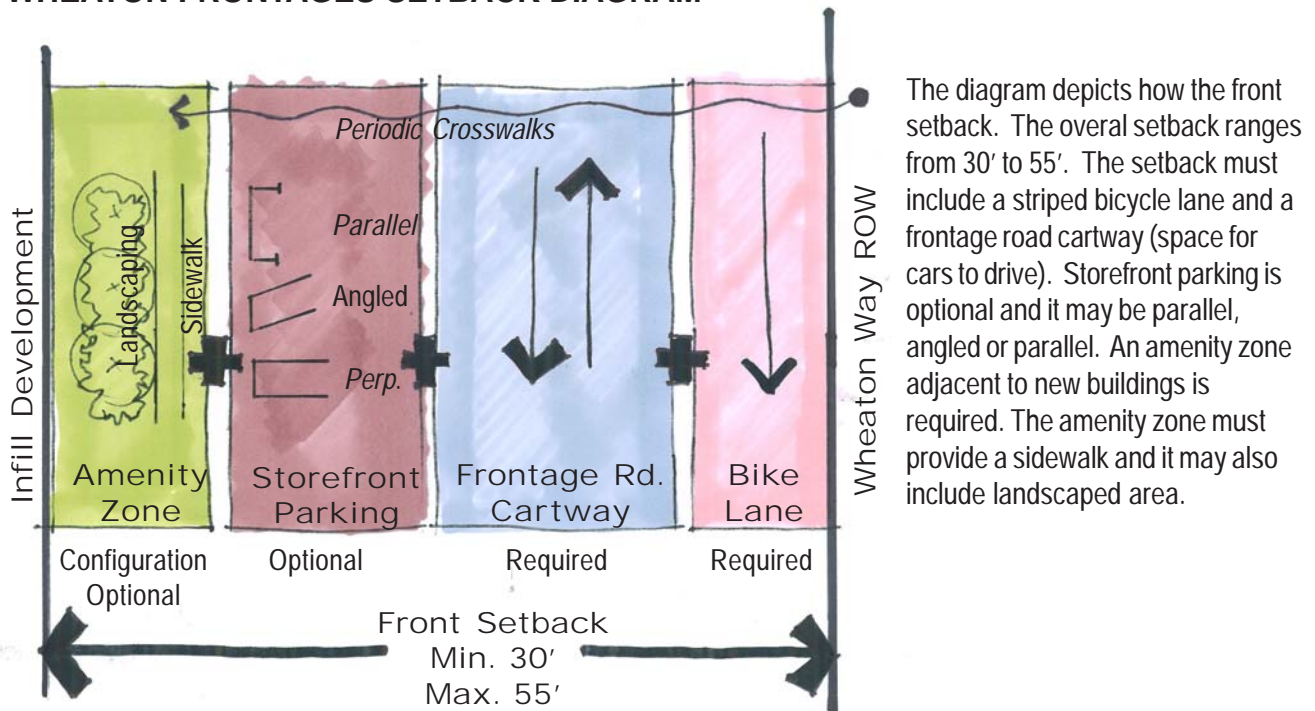 WHEATON FRONTAGES SETBACK DIAGRAM
Periodic Crosswalks
Infill Development
Landscaping
Sidewalk
Parallel
Angled
Perp.
Amenity
Zone
Storefront
Parking
Frontage Rd.
Cartway
Bike
Lane
Wheaton Way ROW
Configuration
Optional
Optional
Required
Required
Front Setback
Min. 30'
Max. 55'
The diagram depicts how the front
setback. The overal setback ranges
from 30' to 55'. The setback must
include a striped bicycle lane and a
frontage road cartway (space for
cars to drive). Storefront parking is
optional and it may be parallel,
angled or parallel. An amenity zone
adjacent to new buildings is
required. The amenity zone must
provide a sidewalk and it may also
include landscaped area.